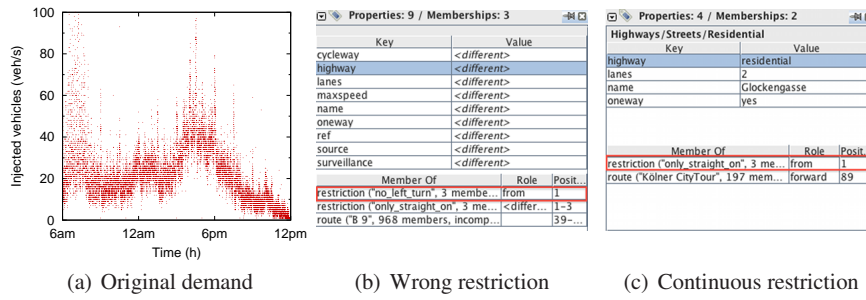 Injected vehicles (veh/s)
100
80
60
40
20
0
6am 12am 6pm 12pm
Time (h)
(a) Original demand
Properties: 9 / Memberships: 3
Key Value
cycleway <different>
highway <different>
lanes <different>
maxspeed <different>
name <different>
oneway <different>
ref <different>
source <different>
surveillance <different>
Member Of Role Posit...
restriction ("no_left_turn", 3 membe... from 1
restriction ("only_straight_on", 3 me... <differ... 1-3
route ("B 9", 968 members, incomp... 39-...
(b) Wrong restriction
Properties: 4 / Memberships: 2
Highways/Streets/Residential
Key Value
highway residential
lanes 2
name Glockengasse
oneway yes
Member Of Role Posit...
restriction ("only_straight_on", 3 me... from 1
route ("Kölner CityTour", 197 mem... forward 89
(c) Continuous restriction